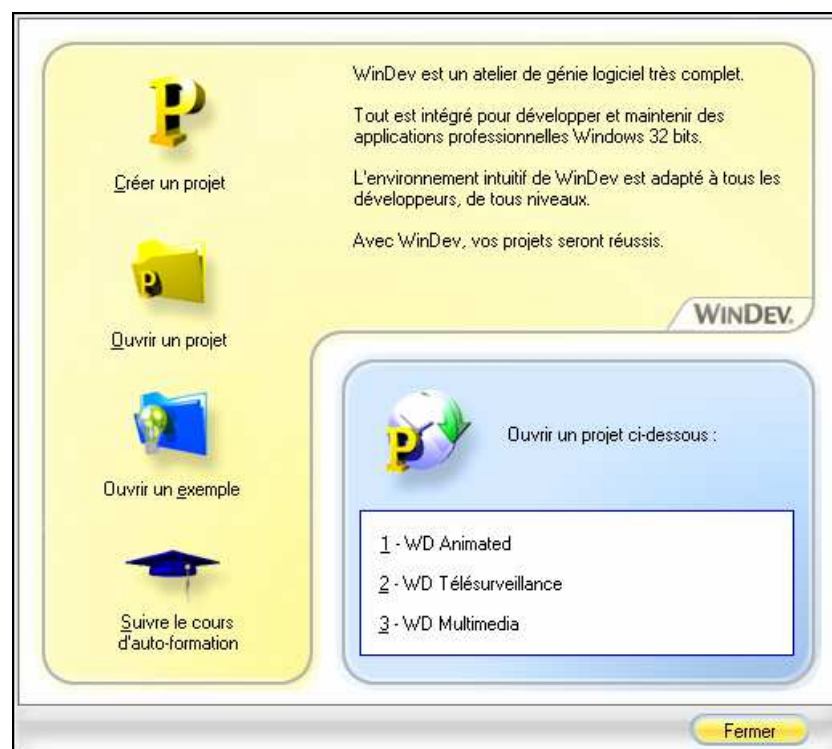 WinDev est un atelier de génie logiciel très complet.
Tout est intégré pour développer et maintenir des
applications professionnelles Windows 32 bits.
L'environnement intuitif de WinDev est adapté à tous les
développeurs, de tous niveaux.
Avec WinDev, vos projets seront réussis.
WINDEV.
P
Créer un projet
P
Ouvrir un projet
Ouvrir un exemple
Suivre le cours
d'auto-formation
P
Ouvrir un projet ci-dessous :
1 - WD Animated
2 - WD Télésurveillance
3 - WD Multimedia
Fermer